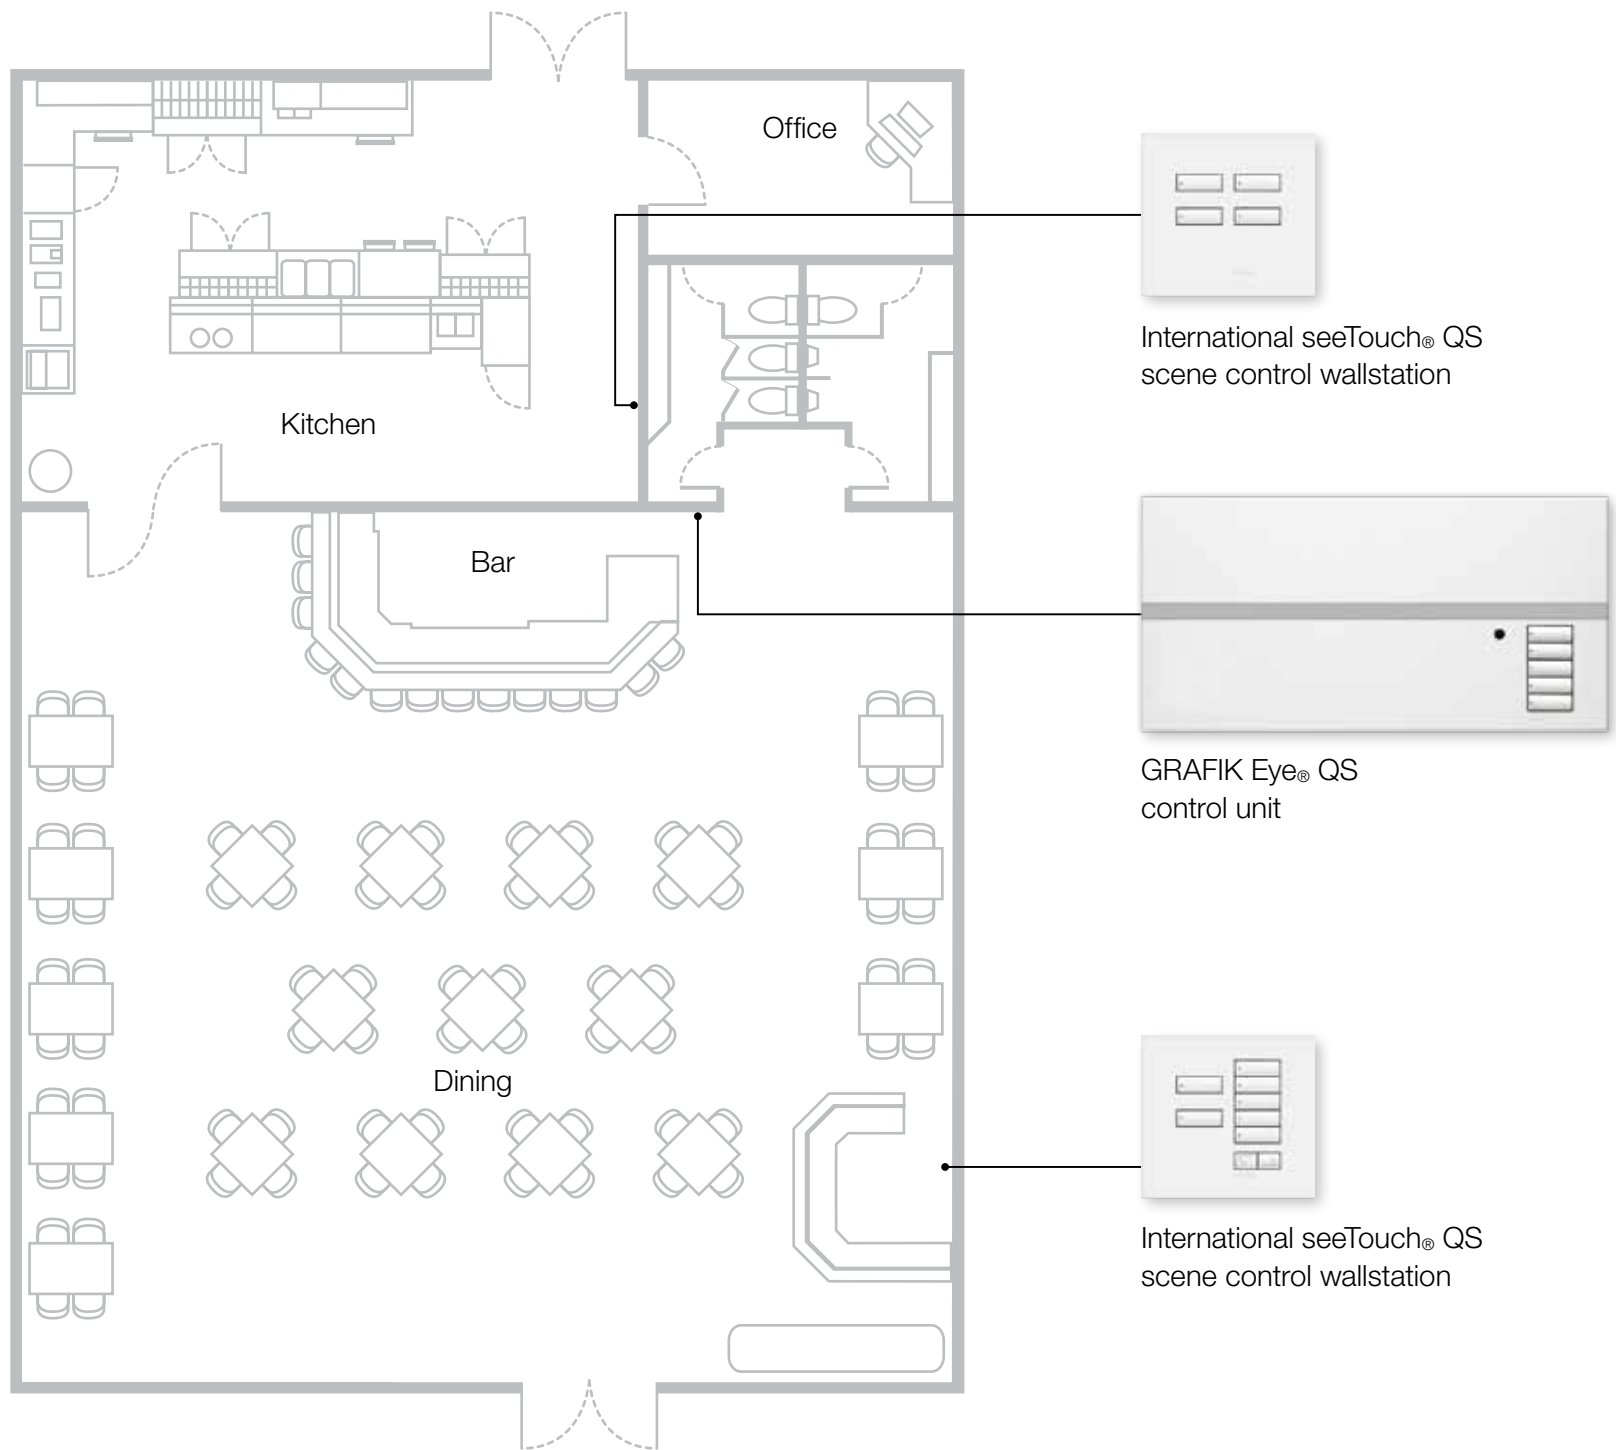 Office
International seeTouch® QS
scene control wallstation
Kitchen
Bar
GRAFIK Eye® QS
control unit
Dining
International seeTouch® QS
scene control wallstation